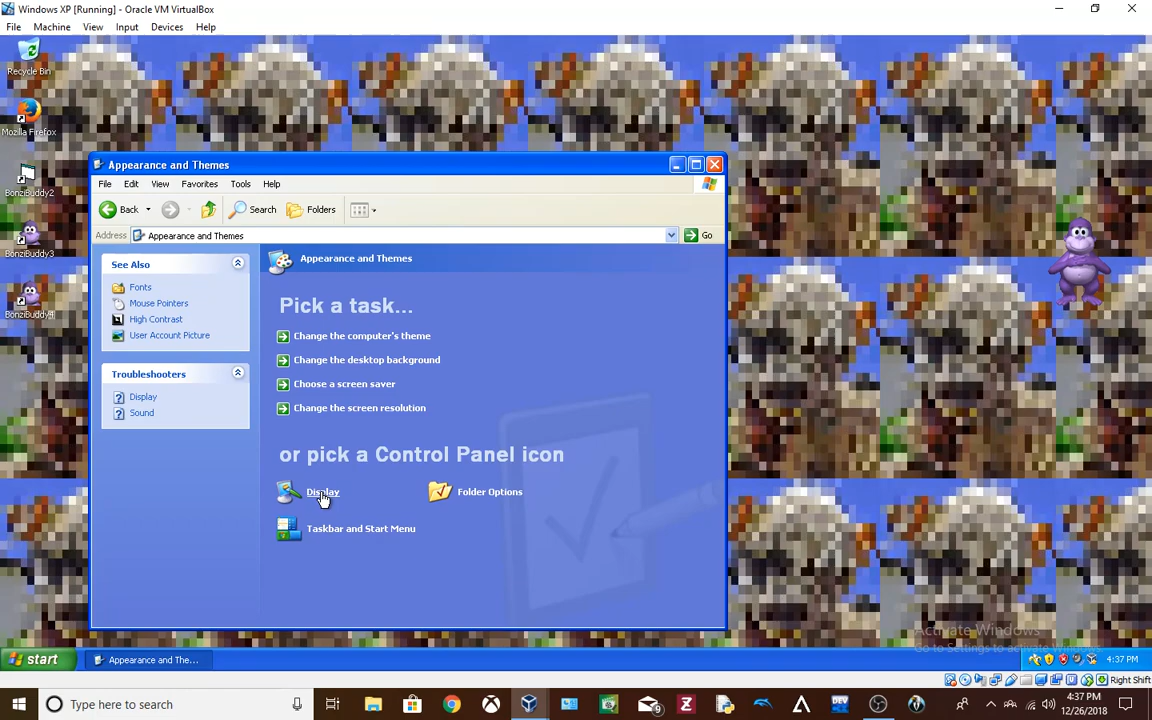 Windows XP [Running] - Oracle VM VirtualBox
File Machine View Input Devices Help
Recycle Bin
Mozilla Firefox
BonziBuddy2
BonziBuddy3
BonziBuddy4
Appearance and Themes
File Edit View Favorites Tools Help
Back Search Folders
Address Appearance and Themes Go
See Also
Fonts
Mouse Pointers
High Contrast
User Account Picture
Troubleshooters
Display
Sound
Appearance and Themes
Pick a task...
Change the computer's theme
Change the desktop background
Choose a screen saver
Change the screen resolution
or pick a Control Panel icon
Display
Folder Options
Taskbar and Start Menu
Activate Windows
Go to Settings to activate Windows.
start Appearance and The... 4:37 PM
Right Shift
Type here to search
9
Z
DEV
4:37 PM
12/26/2018